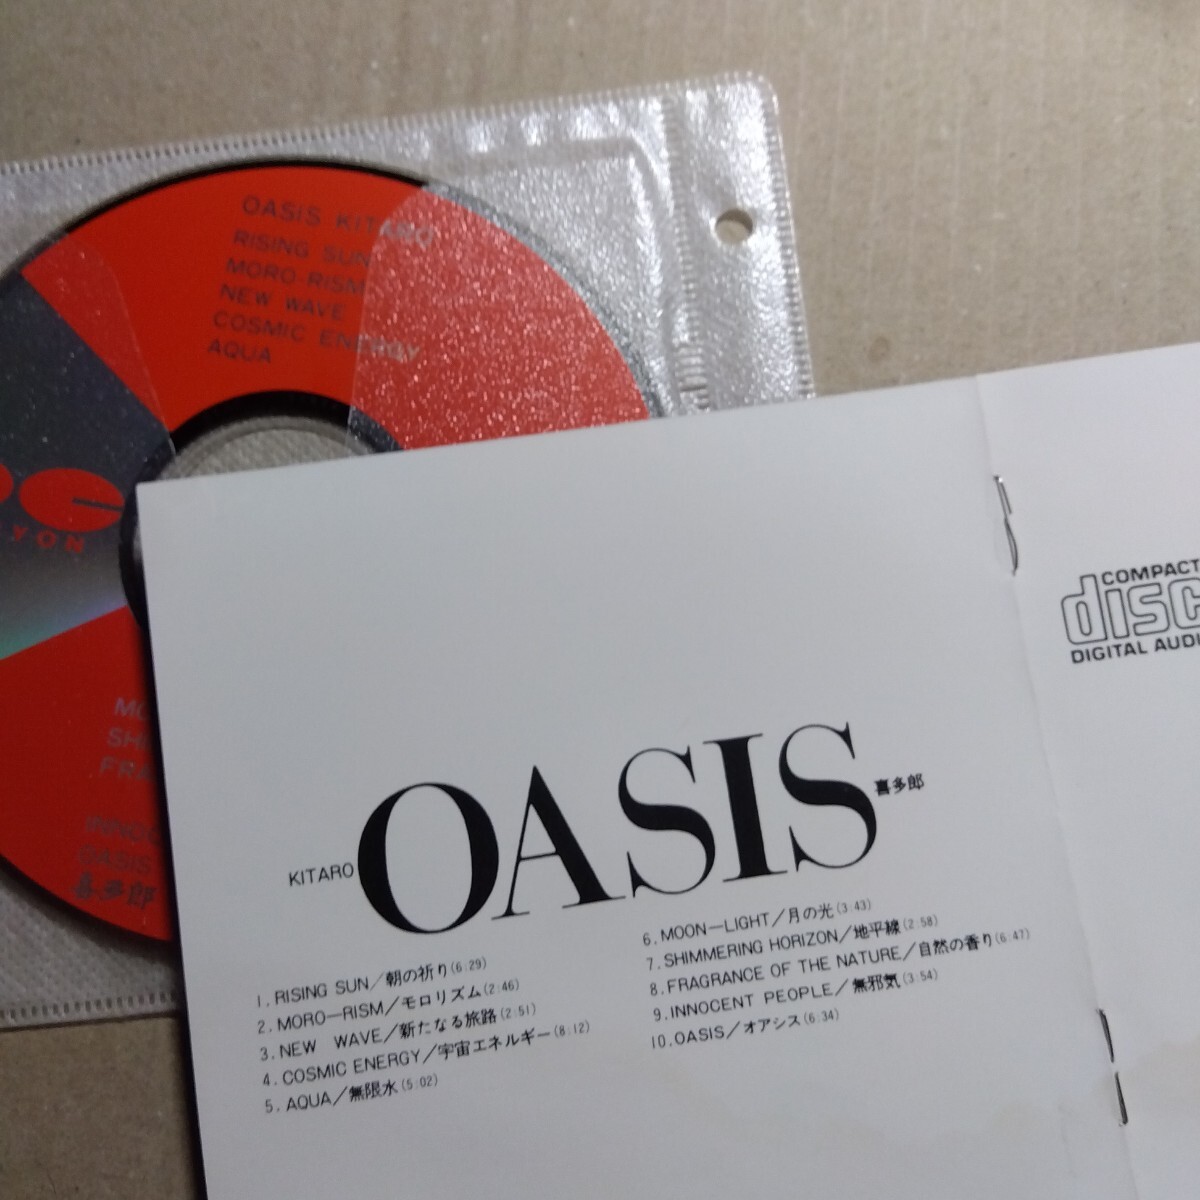 OASIS KITARO
RISING SUN
MORO-RISM
NEW WAVE
COSMIC ENERGY
AQUA
YON
OASIS
喜多郎
COMPACT
disc
DIGITAL AUDI
KITARO OASIS 喜多郎
1. RISING SUN／朝の祈り(6:29)
2. MORO—RISM／モロリズム(2:46)
3. NEW WAVE／新たなる旅路(2:51)
4. COSMIC ENERGY／宇宙エネルギー(8:12)
5. AQUA／無限水(5:02)
6. MOON—LIGHT／月の光(3:43)
7. SHIMMERING HORIZON／地平線(2:58)
8. FRAGRANCE OF THE NATURE／自然の香り(6:47)
9. INNOCENT PEOPLE／無邪気(3:54)
10. OASIS／オアシス(6:34)